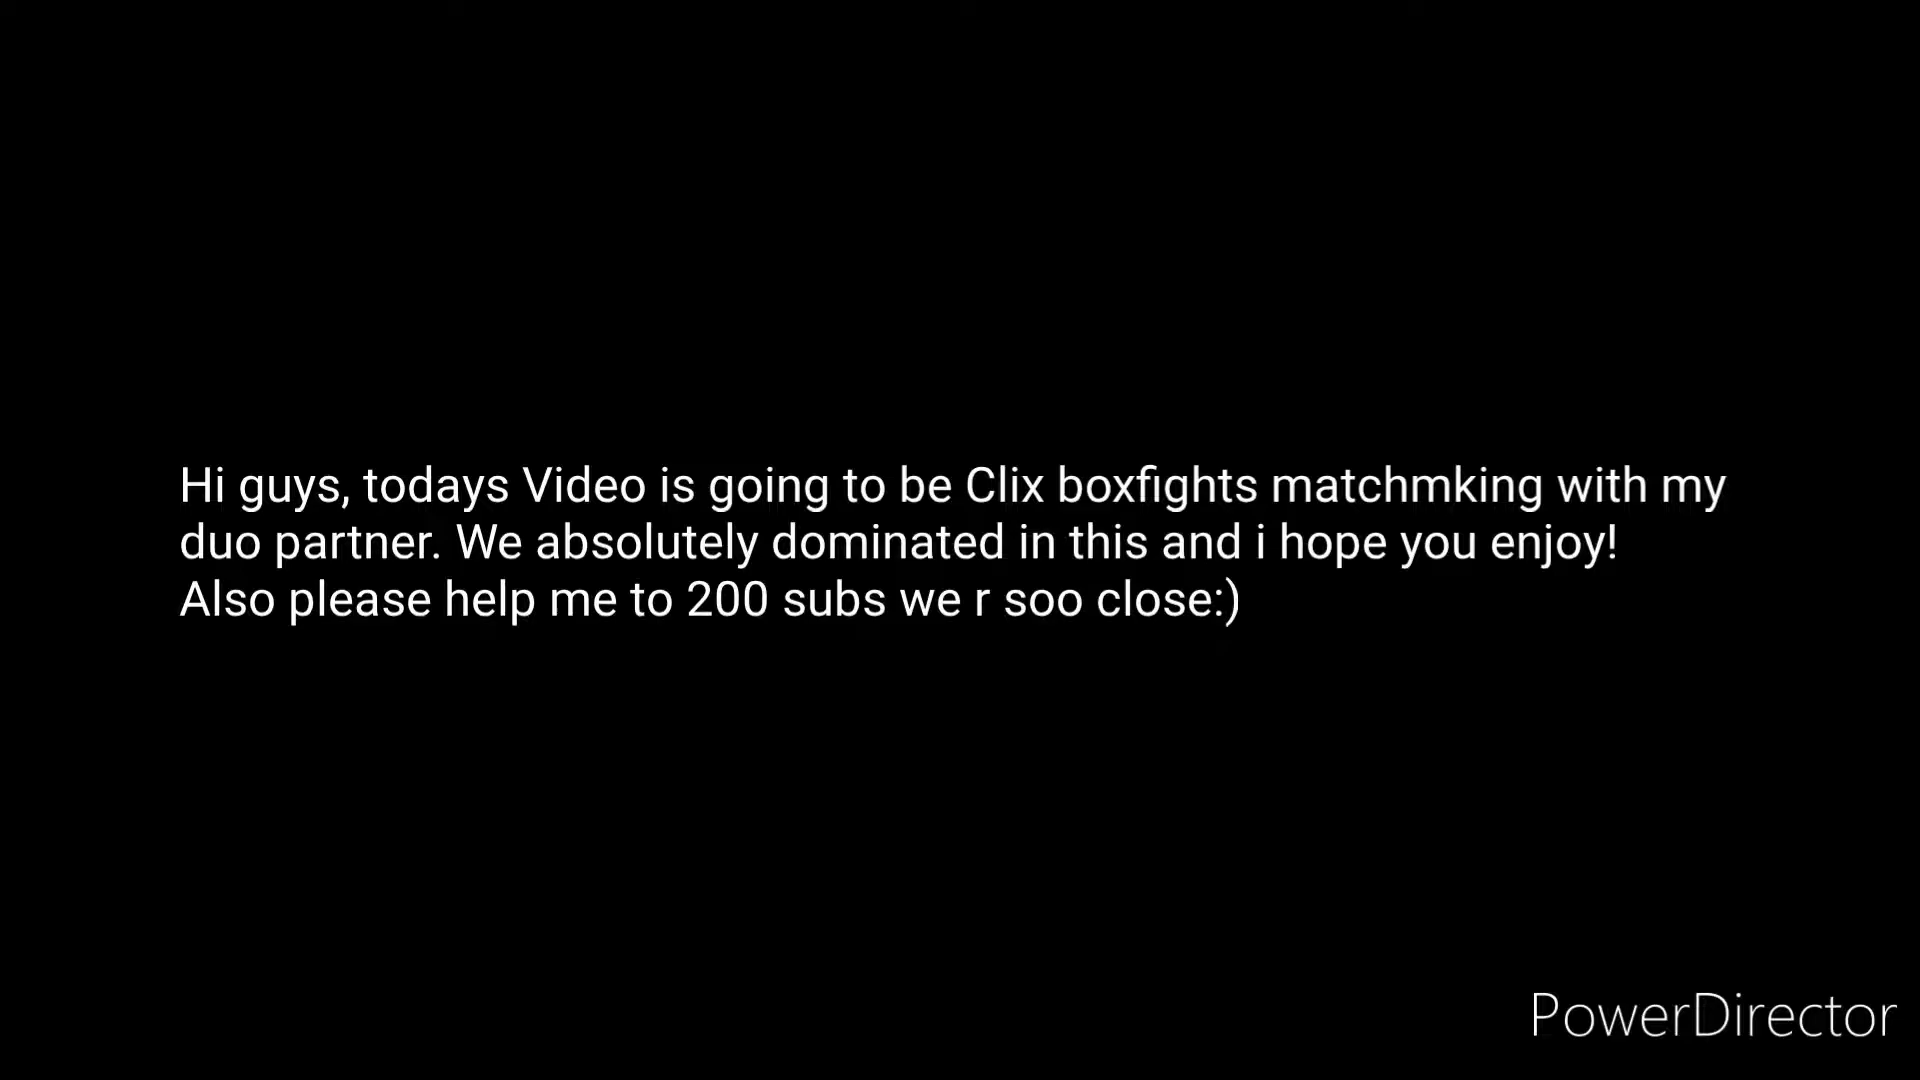 Hi guys, todays Video is going to be Clix boxfights matchmking with my
duo partner. We absolutely dominated in this and i hope you enjoy!
Also please help me to 200 subs we r soo close:)
PowerDirector